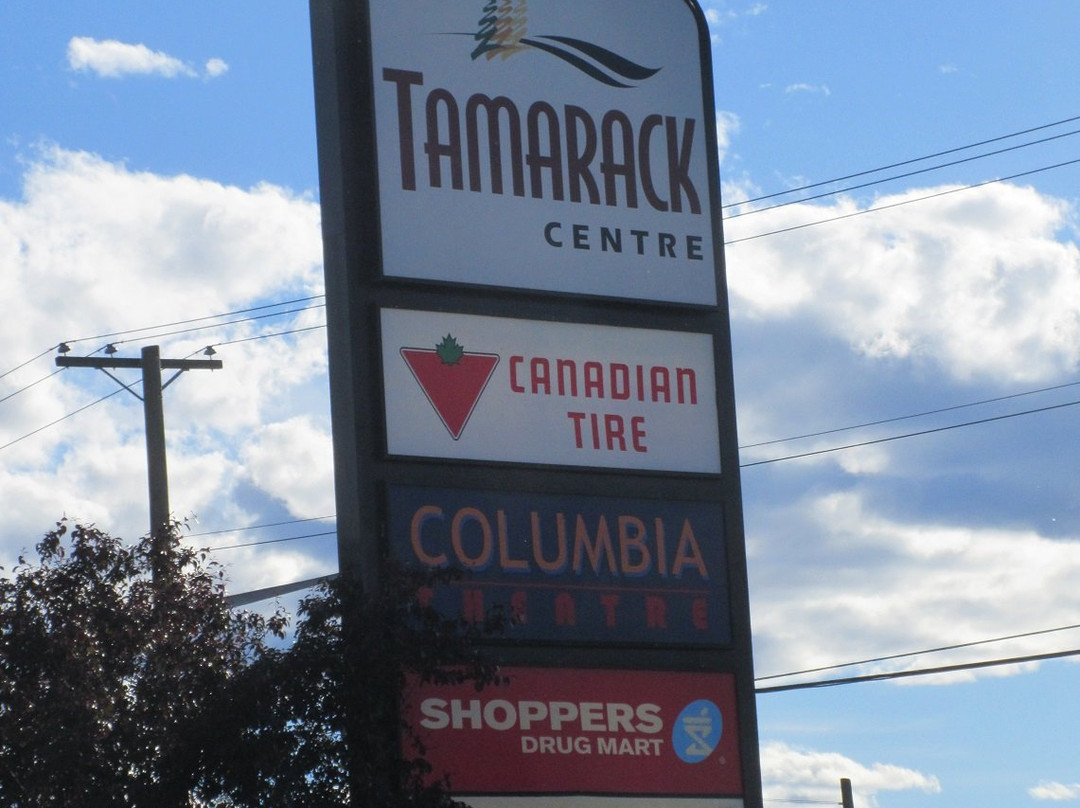 TAMARACK
CENTRE
CANADIAN
TIRE
COLUMBIA
THEATRE
SHOPPERS
DRUG MART